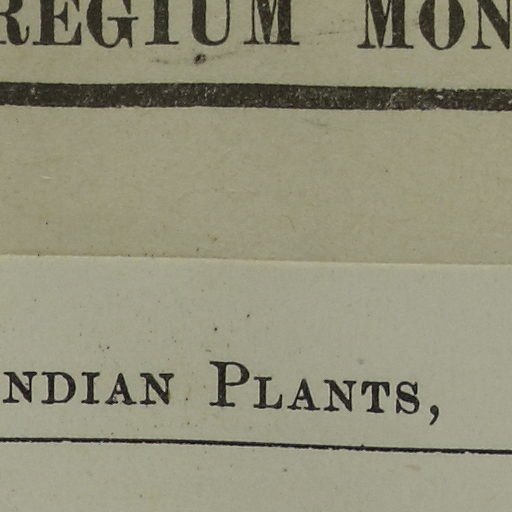 REGIUM MON
NDIAN PLANTS,